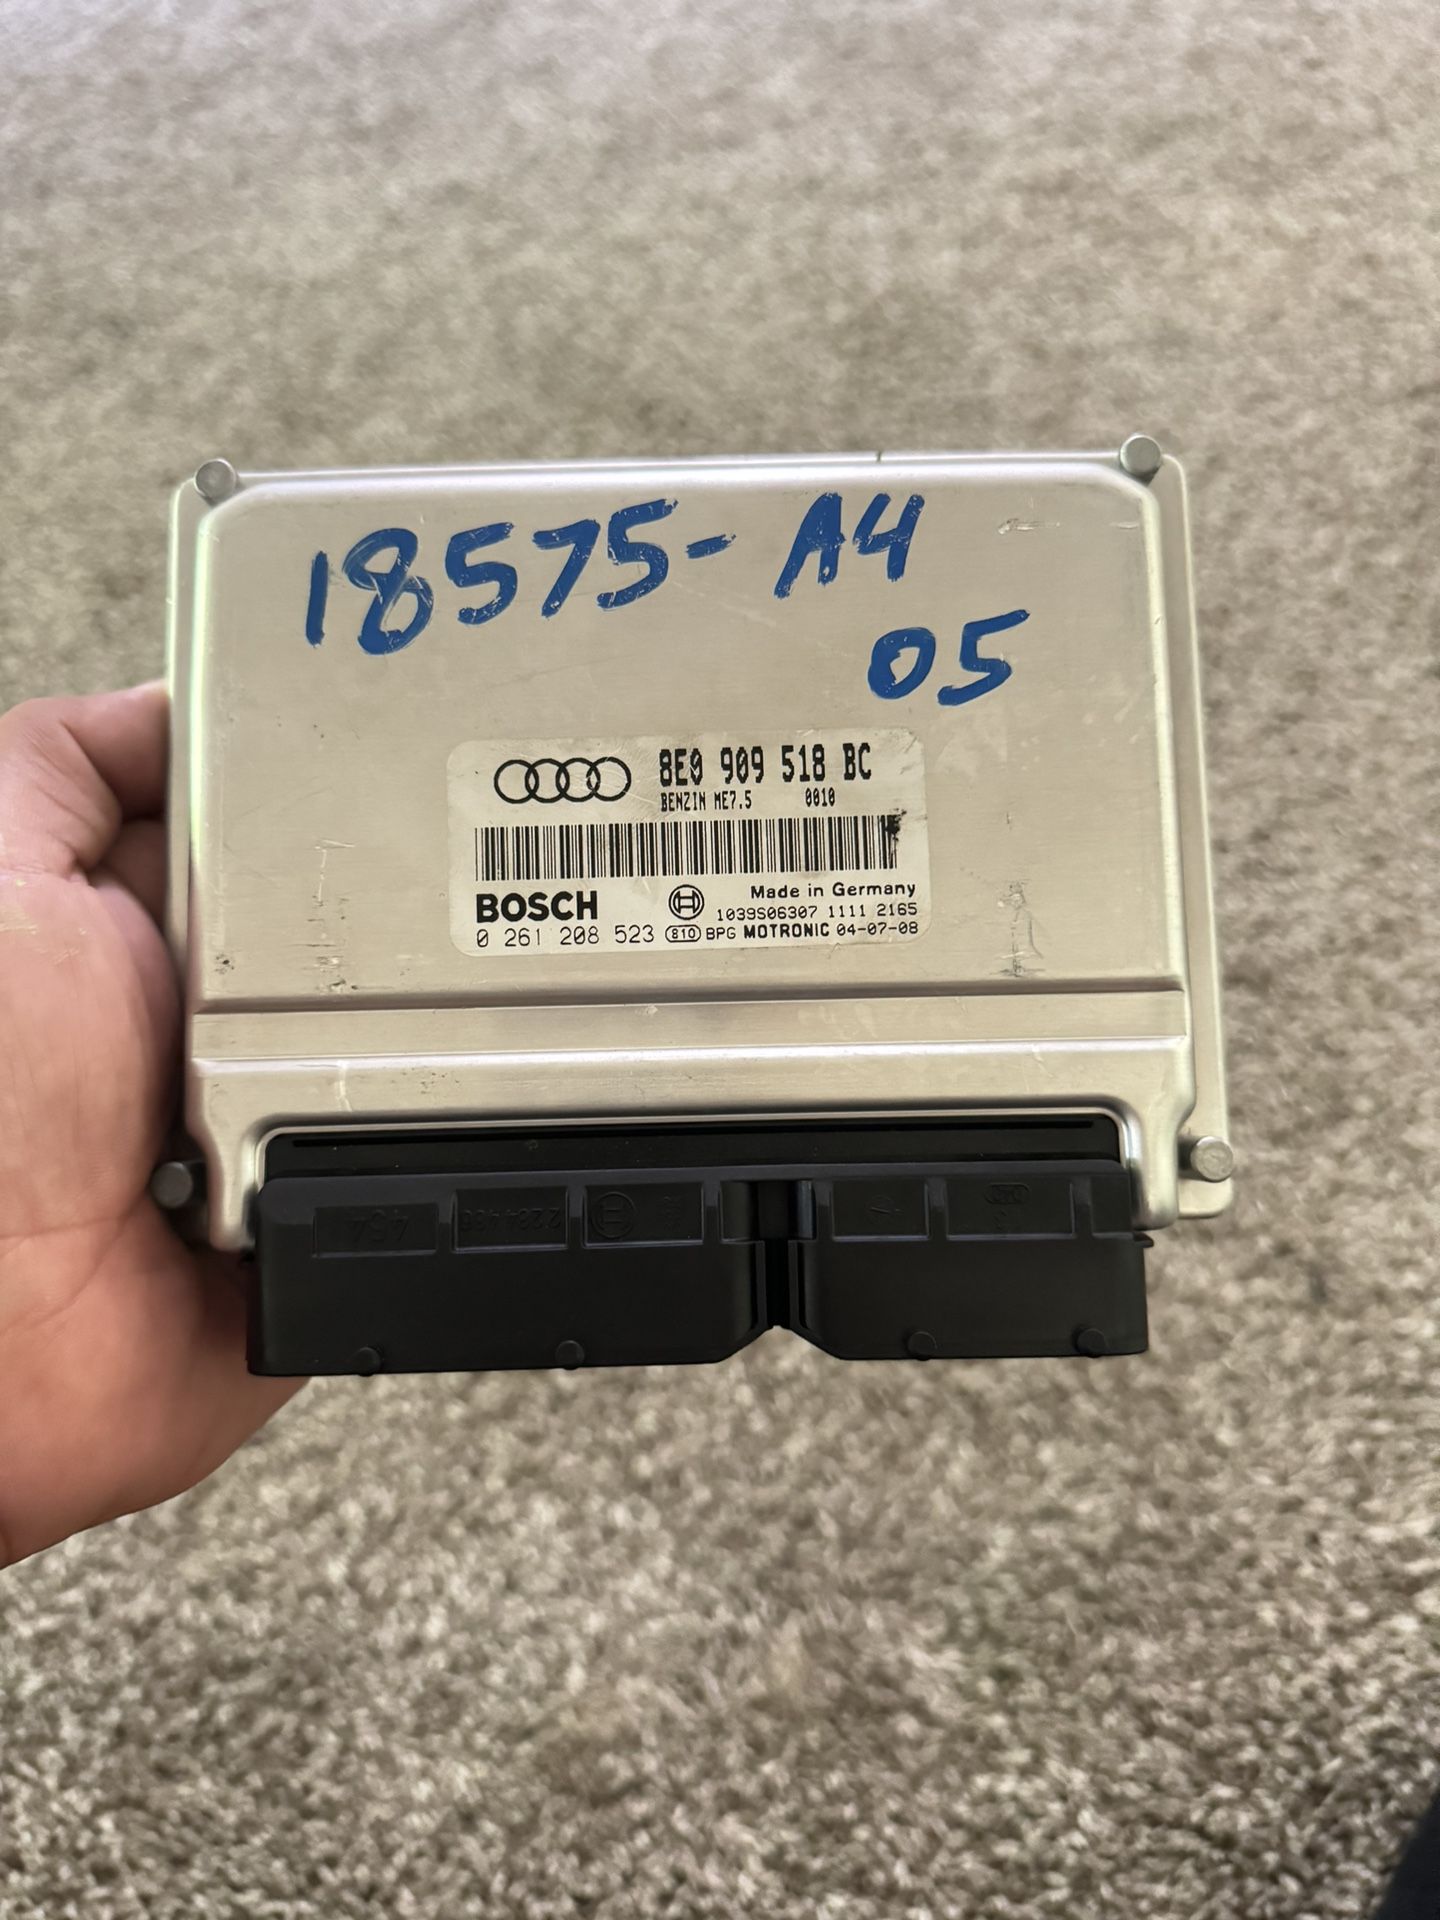 18575-A4
05
8E0 909 518 BC
BENZIN ME7.5 0010
BOSCH
Made in Germany
1039S06307 1111 2165
0 261 208 523 810 BPG MOTRONIC 04-07-08
454